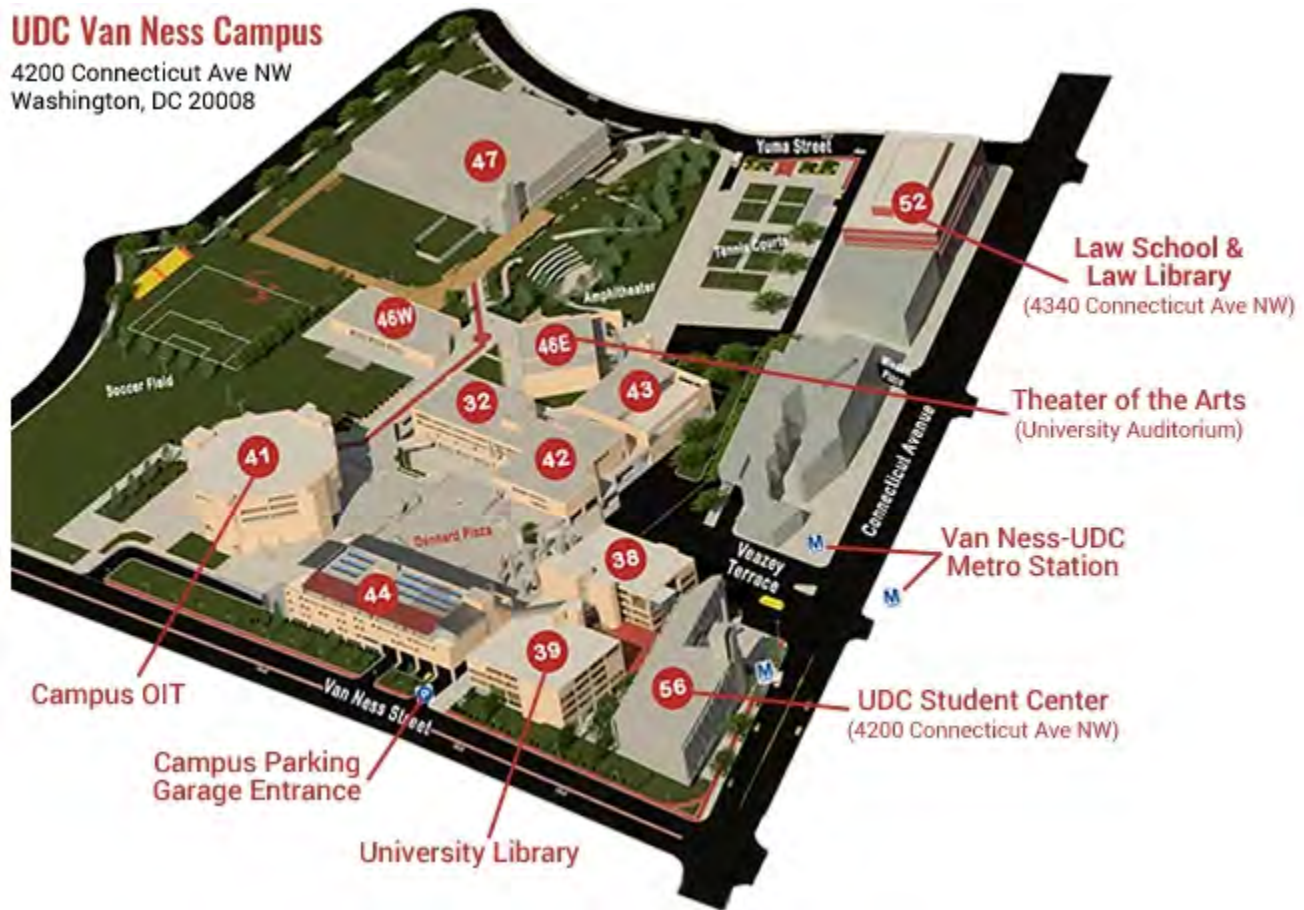 UDC Van Ness Campus
4200 Connecticut Ave NW
Washington, DC 20008
47
Yuma Street
52
Law School &
Law Library
(4340 Connecticut Ave NW)
Tennis Courts
Amphitheater
46W
46E
Soccer Field
43
32
Theater of the Arts
(University Auditorium)
41
42
Connecticut Avenue
Dennard Plaza
M
Van Ness-UDC
Metro Station
38
Veazey
Terrace
44
M
39
M
56
Campus OIT
Van Ness Street
UDC Student Center
(4200 Connecticut Ave NW)
Campus Parking
Garage Entrance
University Library